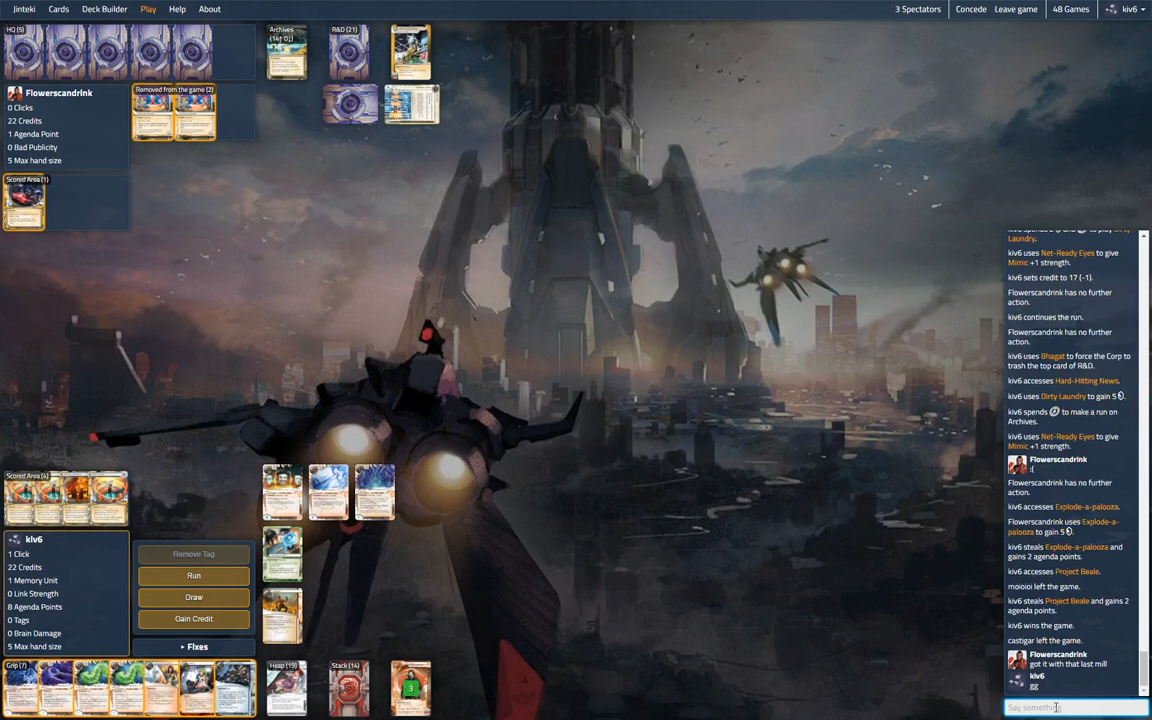 Jinteki
Cards
Deck Builder
Play
Help
About
3 Spectators
Concede
Leave game
48 Games
kiv6
HQ (5)
Archives
R&D (21)
Flowerscandrink
0 Clicks
22 Credits
1 Agenda Point
0 Bad Publicity
5 Max hand size
Removed from the game (2)
Scored Area (1)
Scored Area (4)
kiv6
1 Click
22 Credits
1 Memory Unit
0 Link Strength
8 Agenda Points
0 Tags
0 Brain Damage
5 Max hand size
Remove Tag
Run
Draw
Gain Credit
Fixes
Grip (7)
Heap (19)
Stack (14)
3
Laundry.
kiv6 uses Net-Ready Eyes to give
Mimic +1 strength.
kiv6 sets credit to 17 (-1).
Flowerscandrink has no further
action.
kiv6 continues the run.
Flowerscandrink has no further
action.
kiv6 uses Bhagat to force the Corp to
trash the top card of R&D.
kiv6 accesses Hard-Hitting News.
kiv6 uses Dirty Laundry to gain 5
kiv6 spends to make a run on
Archives.
kiv6 uses Net-Ready Eyes to give
Mimic +1 strength.
Flowerscandrink
:(
Flowerscandrink has no further
action.
kiv6 accesses Explode-a-palooza.
Flowerscandrink uses Explode-a-
palooza to gain 5
kiv6 steals Explode-a-palooza and
gains 2 agenda points.
kiv6 accesses Project Beale.
moioioi left the game.
kiv6 steals Project Beale and gains 2
agenda points.
kiv6 wins the game.
castigar left the game.
Flowerscandrink
got it with that last mill
kiv6
gg
Say something